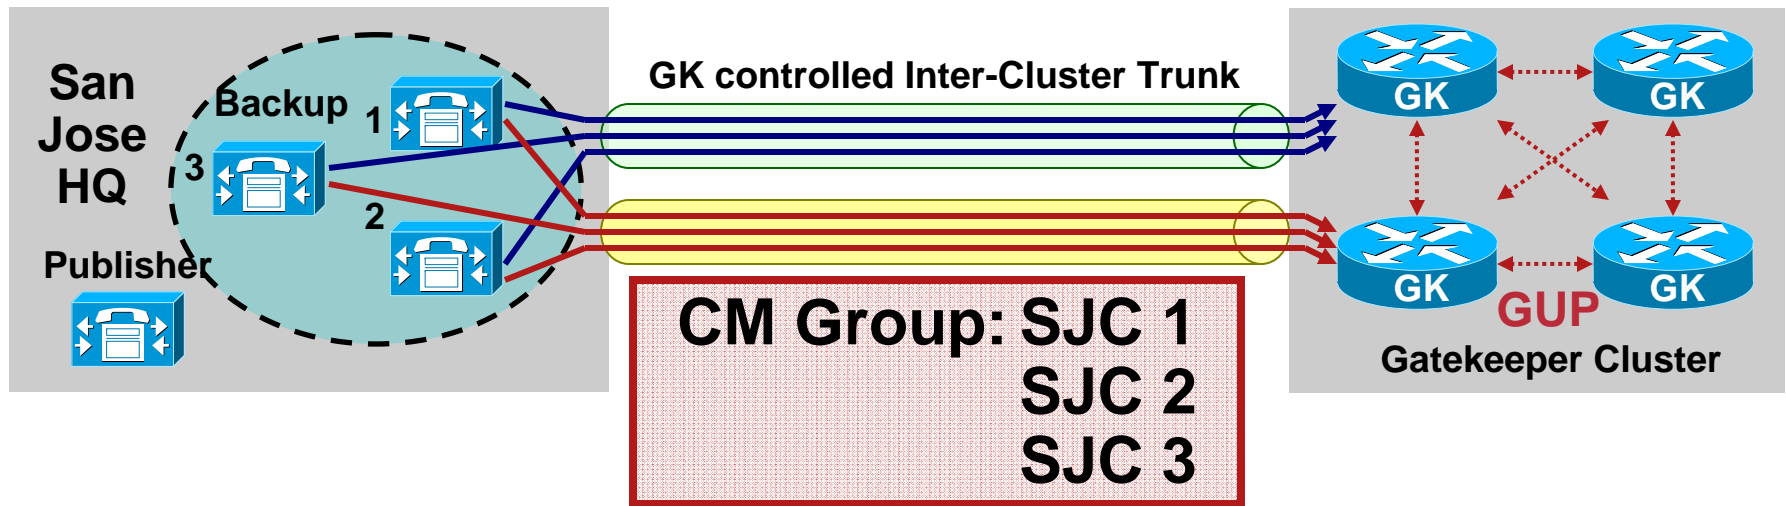 San
Jose
HQ
Backup
1
3
2
Publisher
GK controlled Inter-Cluster Trunk
CM Group: SJC 1
SJC 2
SJC 3
GK
GK
GK
GK
GUP
Gatekeeper Cluster